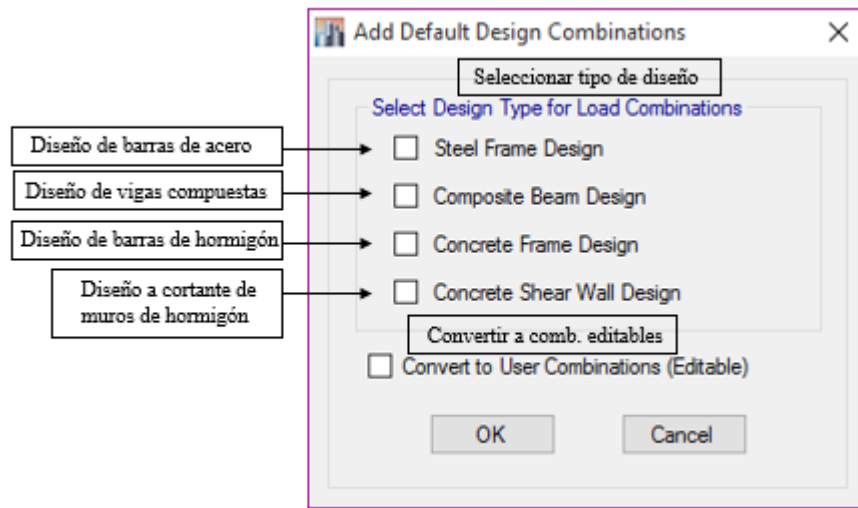 Add Default Design Combinations
Seleccionar tipo de diseño
Select Design Type for Load Combinations
Diseño de barras de acero
Steel Frame Design
Diseño de vigas compuestas
Composite Beam Design
Diseño de barras de hormigón
Concrete Frame Design
Diseño a cortante de
muros de hormigón
Concrete Shear Wall Design
Convertir a comb. editables
Convert to User Combinations (Editable)
OK
Cancel